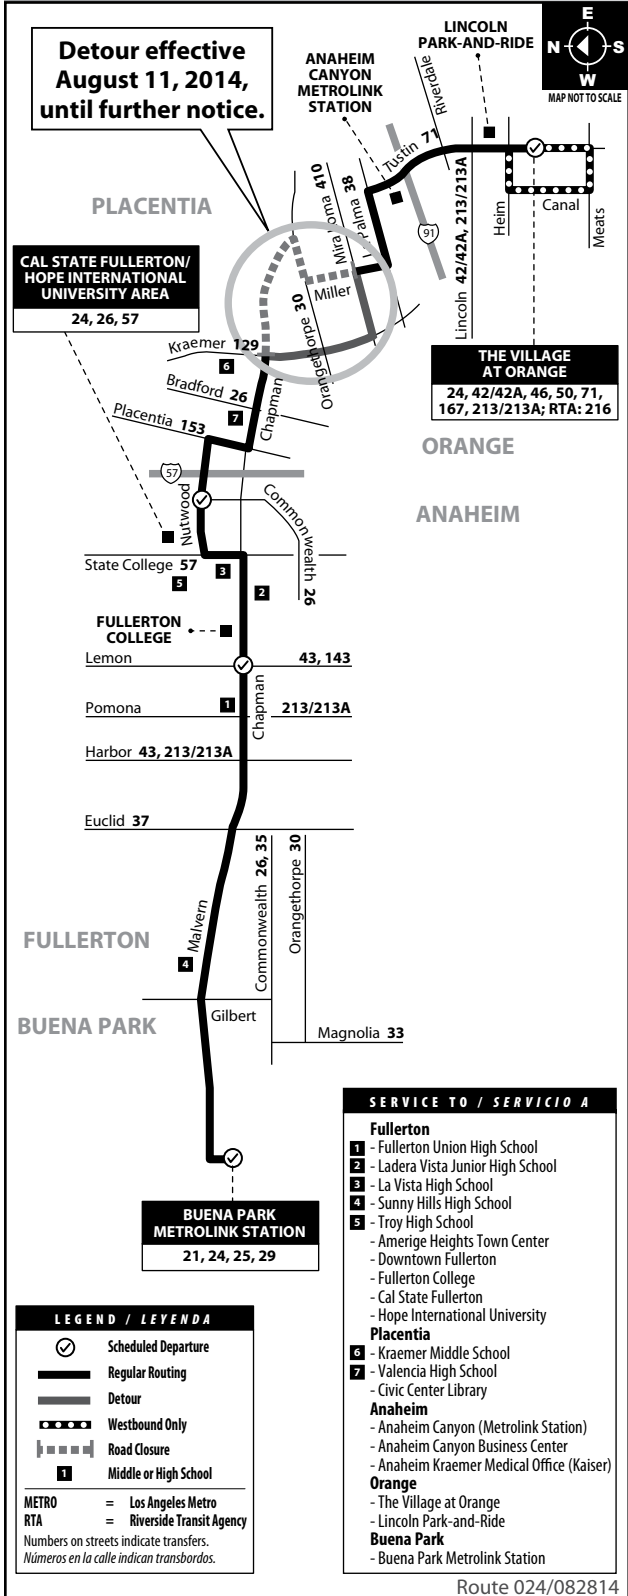 Detour effective
August 11, 2014,
until further notice.
LINCOLN
PARK-AND-RIDE
E
N
S
W
MAP NOT TO SCALE
ANAHEIM
CANYON
METROLINK
STATION
Riverdale
Tustin 71
PLACENTIA
Miraloma 410
La Palma 38
91
Lincoln 42/42A, 213/213A
Heim
Canal
Meats
CAL STATE FULLERTON/
HOPE INTERNATIONAL
UNIVERSITY AREA
24, 26, 57
Miller
Orangethorpe 30
Kraemer 129
6
Bradford 26
7
Chapman
Placentia 153
THE VILLAGE
AT ORANGE
24, 42/42A, 46, 50, 71,
167, 213/213A; RTA: 216
ORANGE
ANAHEIM
57
Nutwood
Commonwealth 26
State College 57
3
5
2
FULLERTON
COLLEGE
Lemon
43, 143
Chapman
1
Pomona
213/213A
Harbor 43, 213/213A
Euclid 37
Commonwealth 26, 35
Orangethorpe 30
Malvern
4
FULLERTON
BUENA PARK
Gilbert
Magnolia 33
BUENA PARK
METROLINK STATION
21, 24, 25, 29
SERVICE TO / SERVICIO A
Fullerton
1 - Fullerton Union High School
2 - Ladera Vista Junior High School
3 - La Vista High School
4 - Sunny Hills High School
5 - Troy High School
- Amerige Heights Town Center
- Downtown Fullerton
- Fullerton College
- Cal State Fullerton
- Hope International University
Placentia
6 - Kraemer Middle School
7 - Valencia High School
- Civic Center Library
Anaheim
- Anaheim Canyon (Metrolink Station)
- Anaheim Canyon Business Center
- Anaheim Kraemer Medical Office (Kaiser)
Orange
- The Village at Orange
- Lincoln Park-and-Ride
Buena Park
- Buena Park Metrolink Station
LEGEND / LEYENDA
Scheduled Departure
Regular Routing
Detour
Westbound Only
Road Closure
1 Middle or High School
METRO = Los Angeles Metro
RTA = Riverside Transit Agency
Numbers on streets indicate transfers.
Números en la calle indican transbordos.
Route 024/082814